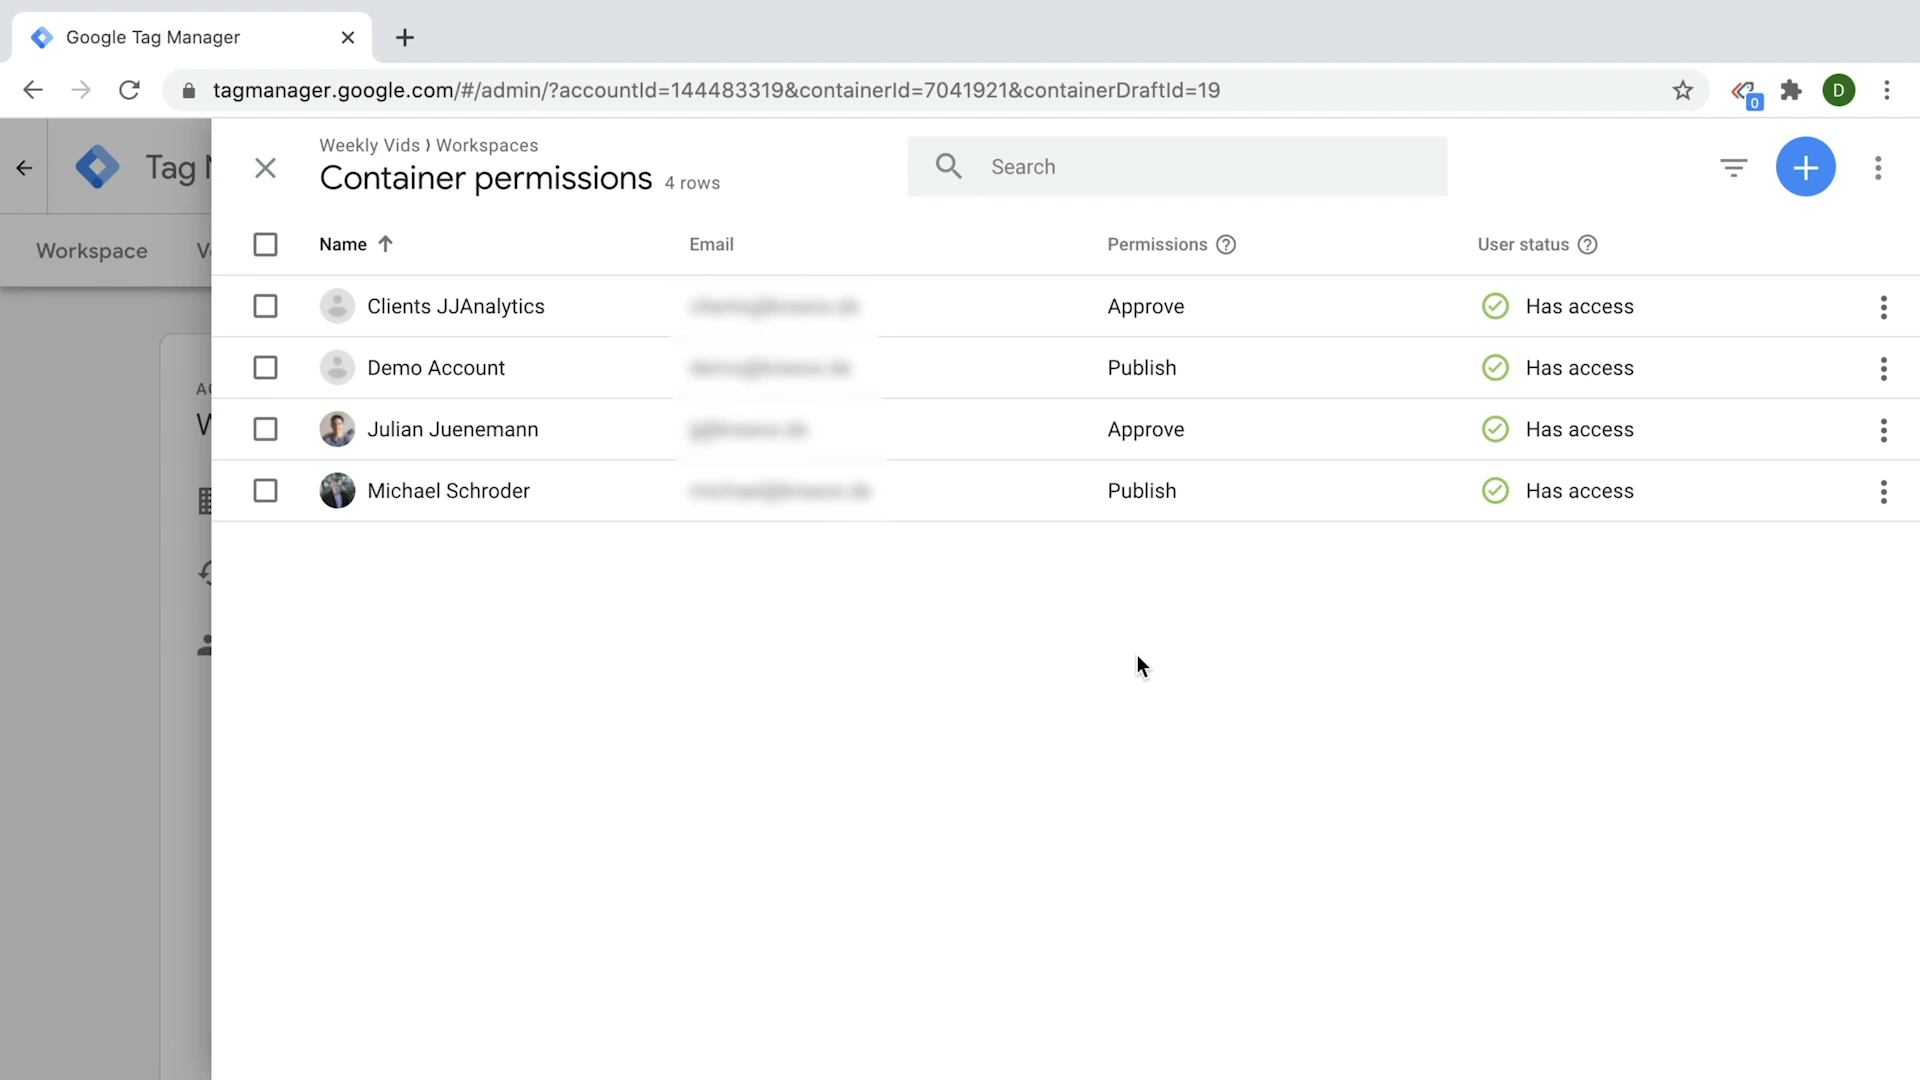 Google Tag Manager
tagmanager.google.com/#/admin/?accountId=144483319&containerId=7041921&containerDraftId=19
0
D
Tag
Weekly Vids › Workspaces
Container permissions 4 rows
Search
Workspace
Name Email Permissions User status
Clients JJAnalytics Approve Has access
Demo Account Publish Has access
Julian Juenemann Approve Has access
Michael Schroder Publish Has access